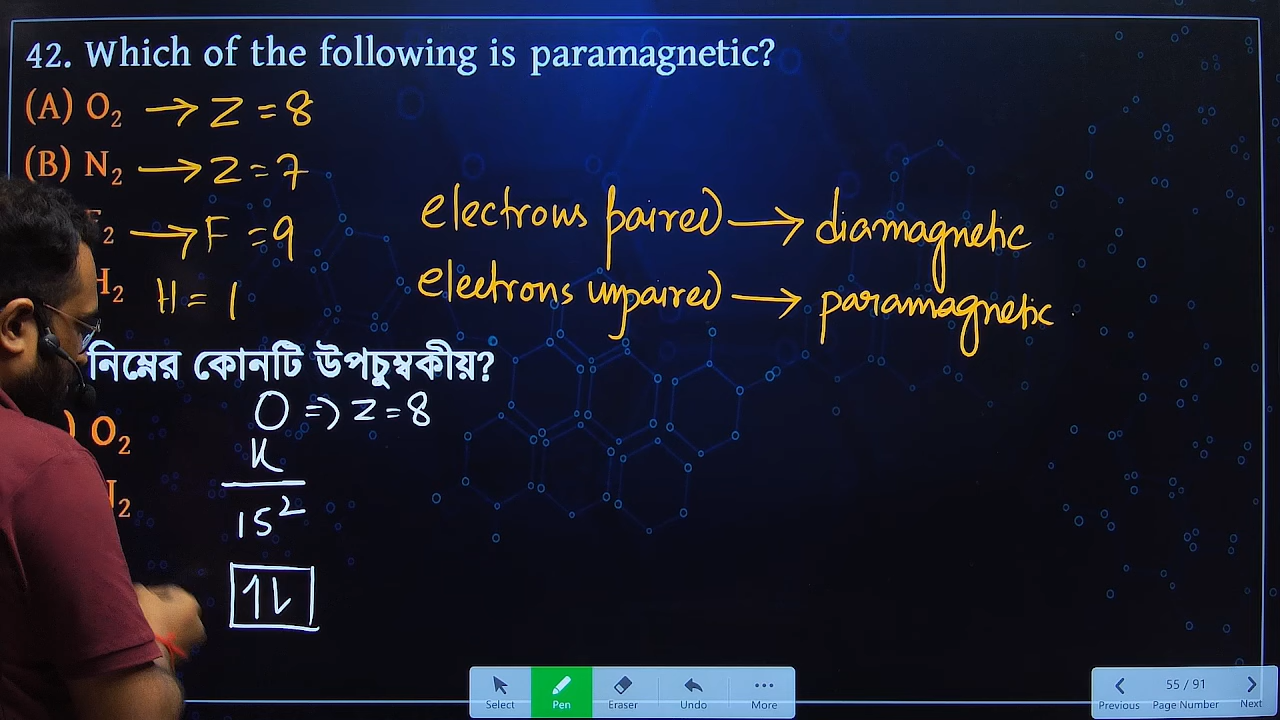 42. Which of the following is paramagnetic?
(A) O₂ → Z = 8
(B) N₂ → Z = 7
₂ → F = 9
H₂ H = 1
electrons paired → diamagnetic
electrons unpaired → paramagnetic
নিম্নের কোনটি উপচুম্বকীয়?
O₂
O ⇒ Z = 8
K
1S²
₂
1L
Select Pen Eraser Undo More
Previous 55 / 91 Page Number Next